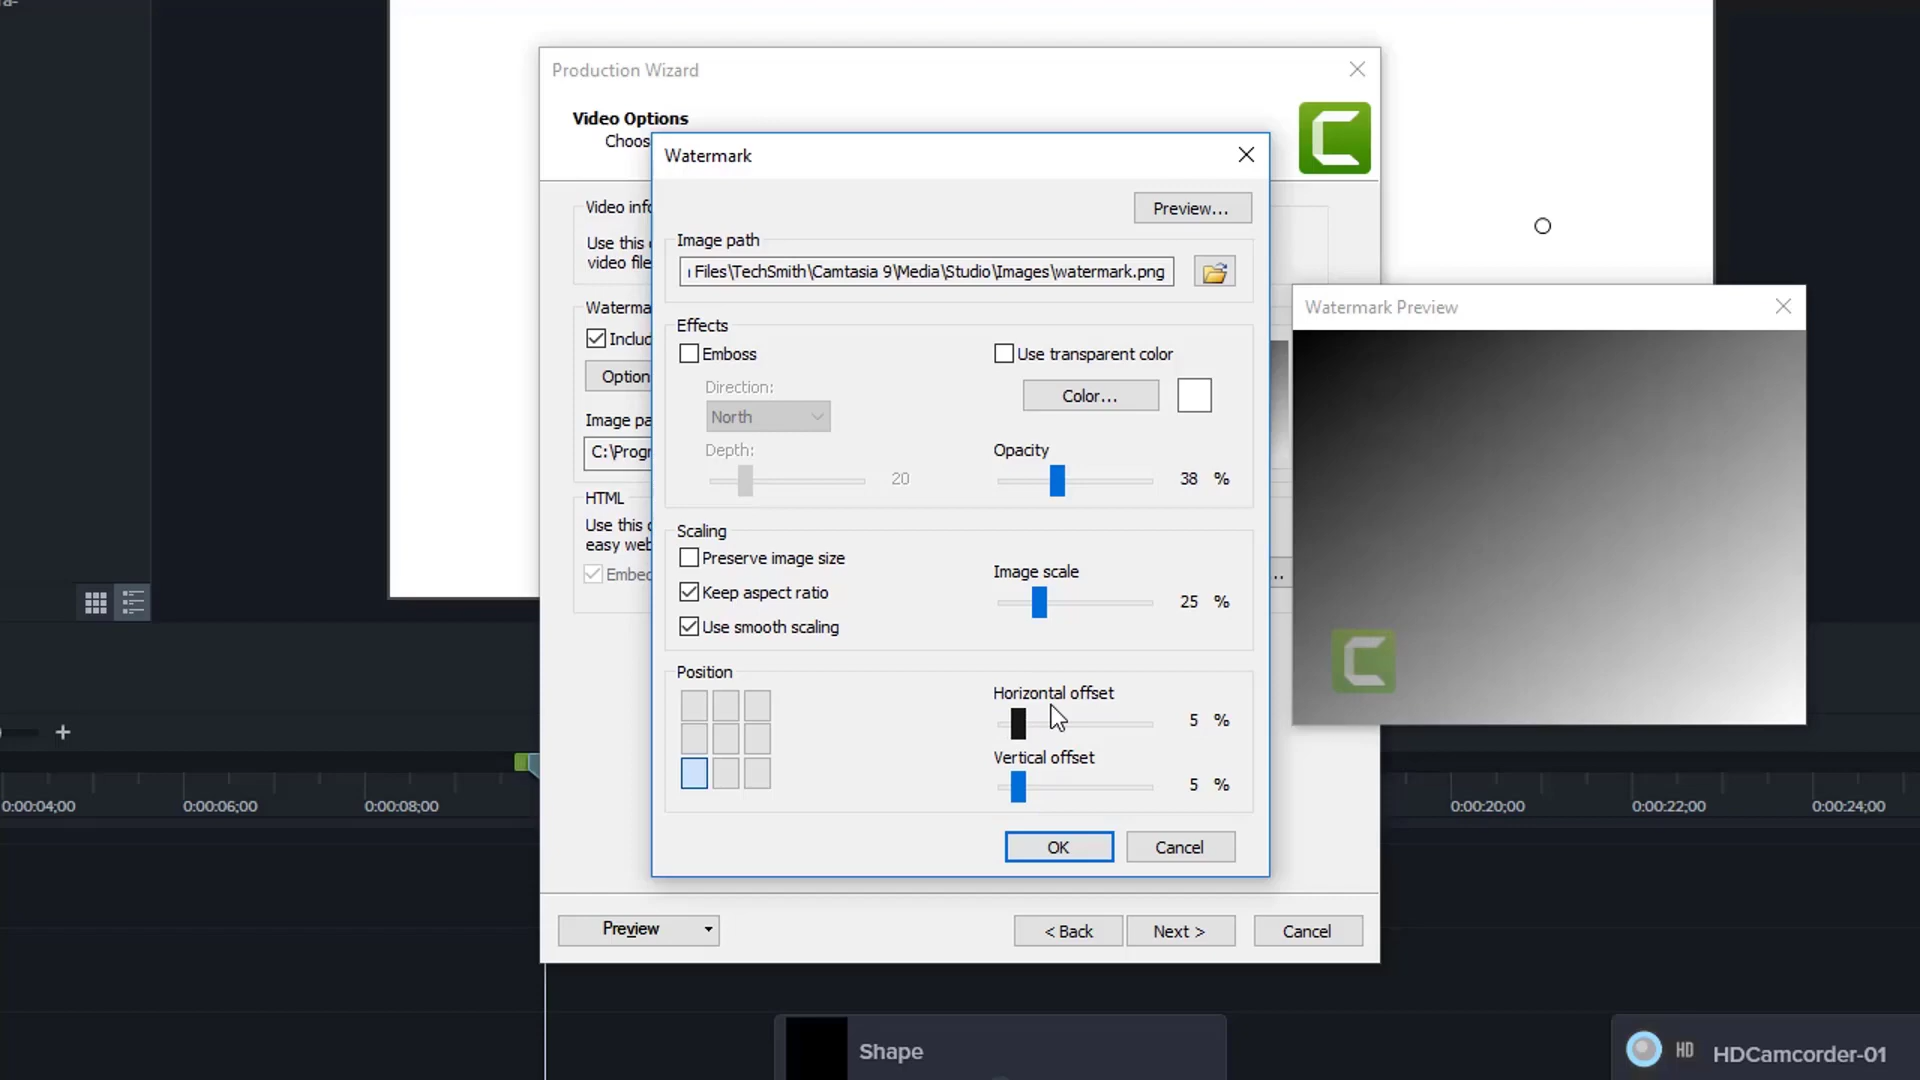 Production Wizard
Video Options
Choos
Watermark
Preview...
Video info
Image path
Use this
video file
Files\TechSmith\Camtasia 9\Media\Studio\Images\watermark.png
Watermark Preview
Waterma
Effects
Includ
Emboss
Use transparent color
Option
Direction:
Color...
North
Image pa
C:\Progr
Depth:
20
Opacity
38 %
HTML
Use this
easy web
Scaling
Preserve image size
Embed
Keep aspect ratio
Image scale
25 %
Use smooth scaling
Position
Horizontal offset
5 %
Vertical offset
5 %
0:00:04;00
0:00:06;00
0:00:08;00
0:00:20;00
0:00:22;00
0:00:24;00
OK
Cancel
Preview
< Back
Next >
Cancel
Shape
HD
HDCamcorder-01